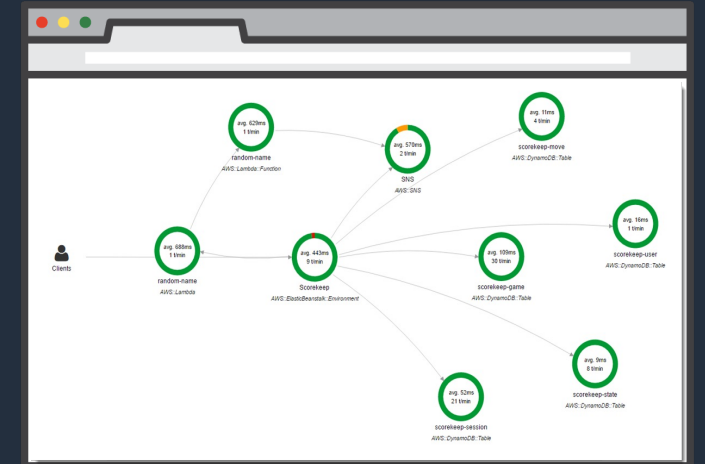 avg. 629ms
1 t/min
random-name
AWS::Lambda::Function
avg. 570ms
2 t/min
SNS
AWS::SNS
avg. 11ms
4 t/min
scorekeep-move
AWS::DynamoDB::Table
Clients
avg. 688ms
1 t/min
random-name
AWS::Lambda
avg. 443ms
9 t/min
Scorekeep
AWS::ElasticBeanstalk::Environment
avg. 109ms
30 t/min
scorekeep-game
AWS::DynamoDB::Table
avg. 16ms
1 t/min
scorekeep-user
AWS::DynamoDB::Table
avg. 52ms
21 t/min
scorekeep-session
AWS::DynamoDB::Table
avg. 9ms
8 t/min
scorekeep-state
AWS::DynamoDB::Table